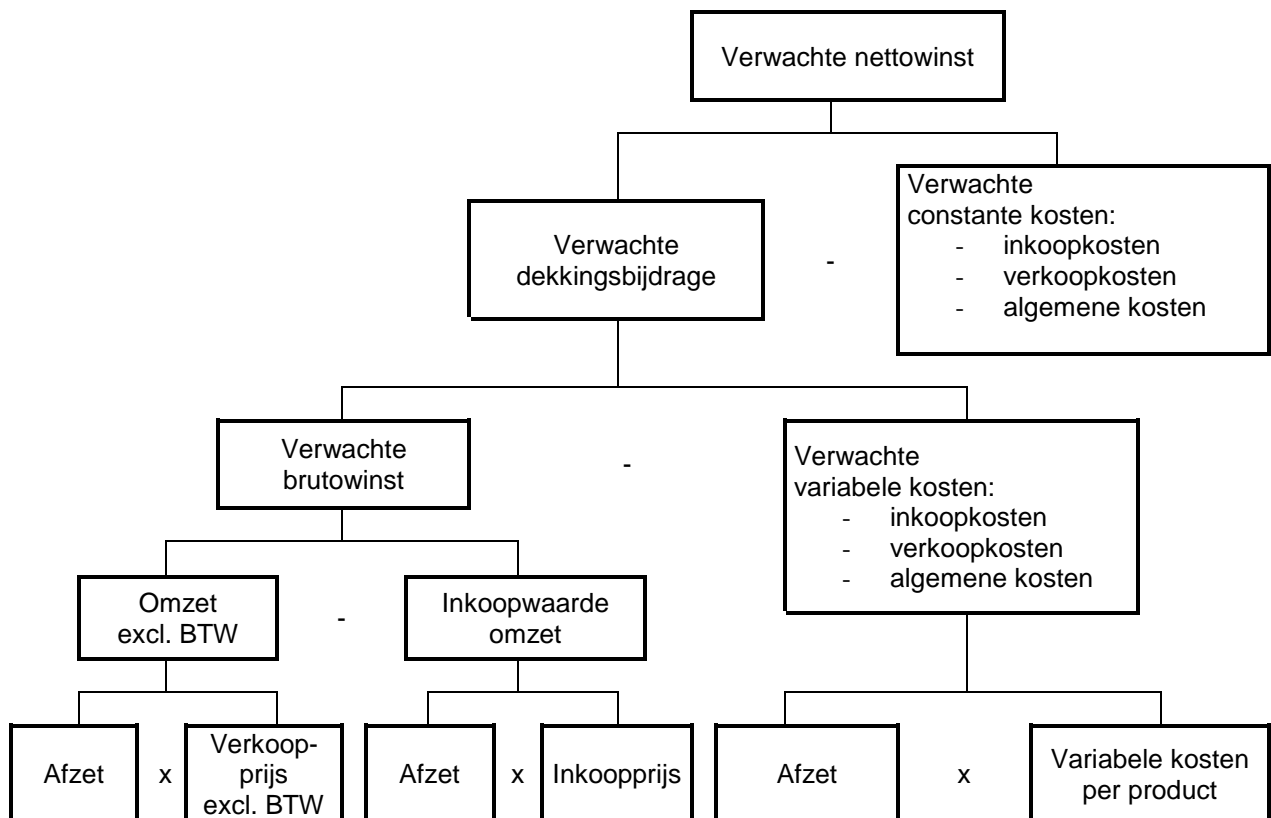 Verwachte nettowinst
Verwachte
constante kosten:
- inkoopkosten
- verkoopkosten
- algemene kosten
Verwachte
dekkingsbijdrage
-
Verwachte
brutowinst
-
Verwachte
variabele kosten:
- inkoopkosten
- verkoopkosten
- algemene kosten
Omzet
excl. BTW
-
Inkoopwaarde
omzet
Afzet
x
Verkoop-
prijs
excl. BTW
Afzet
x
Inkoopprijs
Afzet
x
Variabele kosten
per product